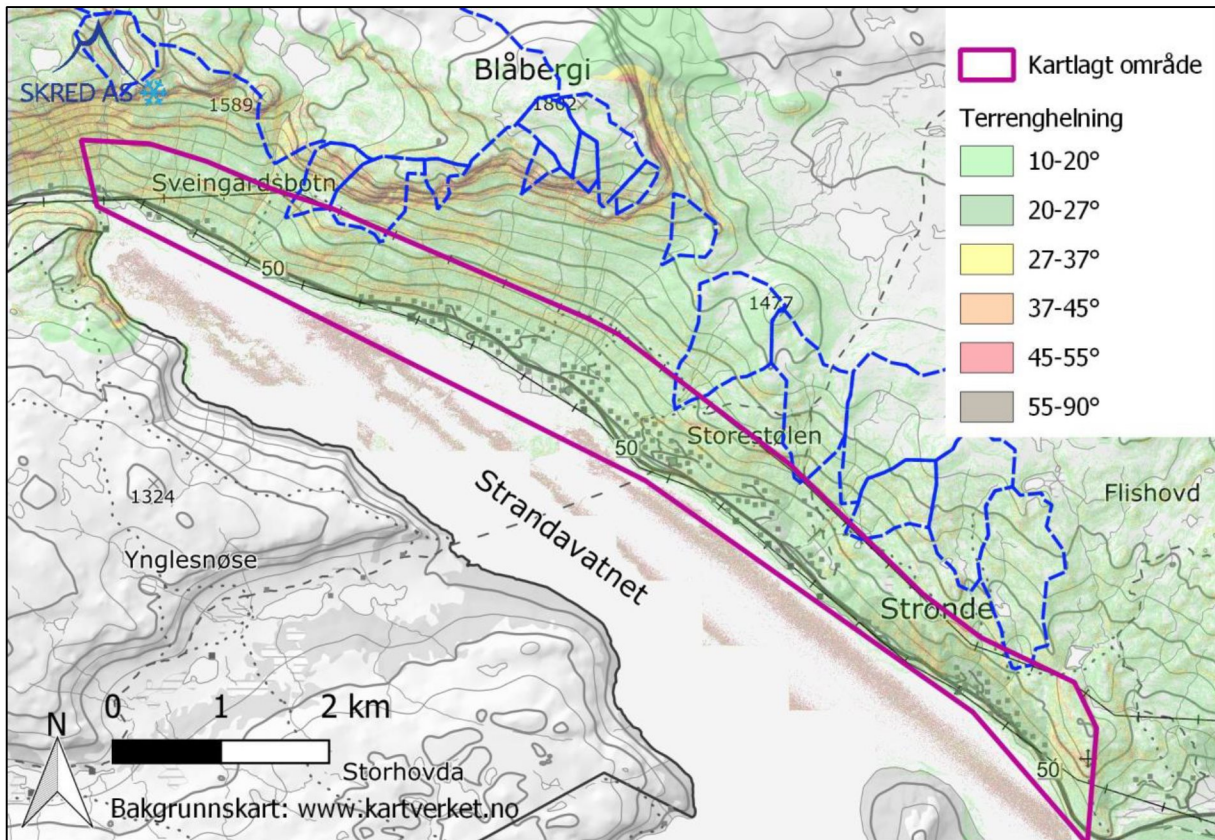 Blåbergi
SKRED AS
1589
1862
Sveingardsbotn
50
1477
Storestølen
50
1324
Strandavatnet
Ynglesnøse
Flishovd
Stronde
0 1 2 km
N
Storhovda
50
Bakgrunnskart: www.kartverket.no
Kartlagt område
Terrenghelning
10-20°
20-27°
27-37°
37-45°
45-55°
55-90°